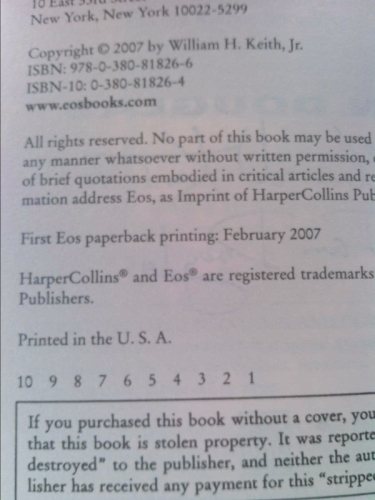 10 East 53rd Street
New York, New York 10022-5299
Copyright © 2007 by William H. Keith, Jr.
ISBN: 978-0-380-81826-6
ISBN-10: 0-380-81826-4
www.eosbooks.com
All rights reserved. No part of this book may be used
any manner whatsoever without written permission,
of brief quotations embodied in critical articles and re
mation address Eos, as Imprint of HarperCollins Pub
First Eos paperback printing: February 2007
HarperCollins® and Eos® are registered trademarks
Publishers.
Printed in the U. S. A.
10 9 8 7 6 5 4 3 2 1
If you purchased this book without a cover, you
that this book is stolen property. It was reporte
destroyed” to the publisher, and neither the aut
lisher has received any payment for this “strippe